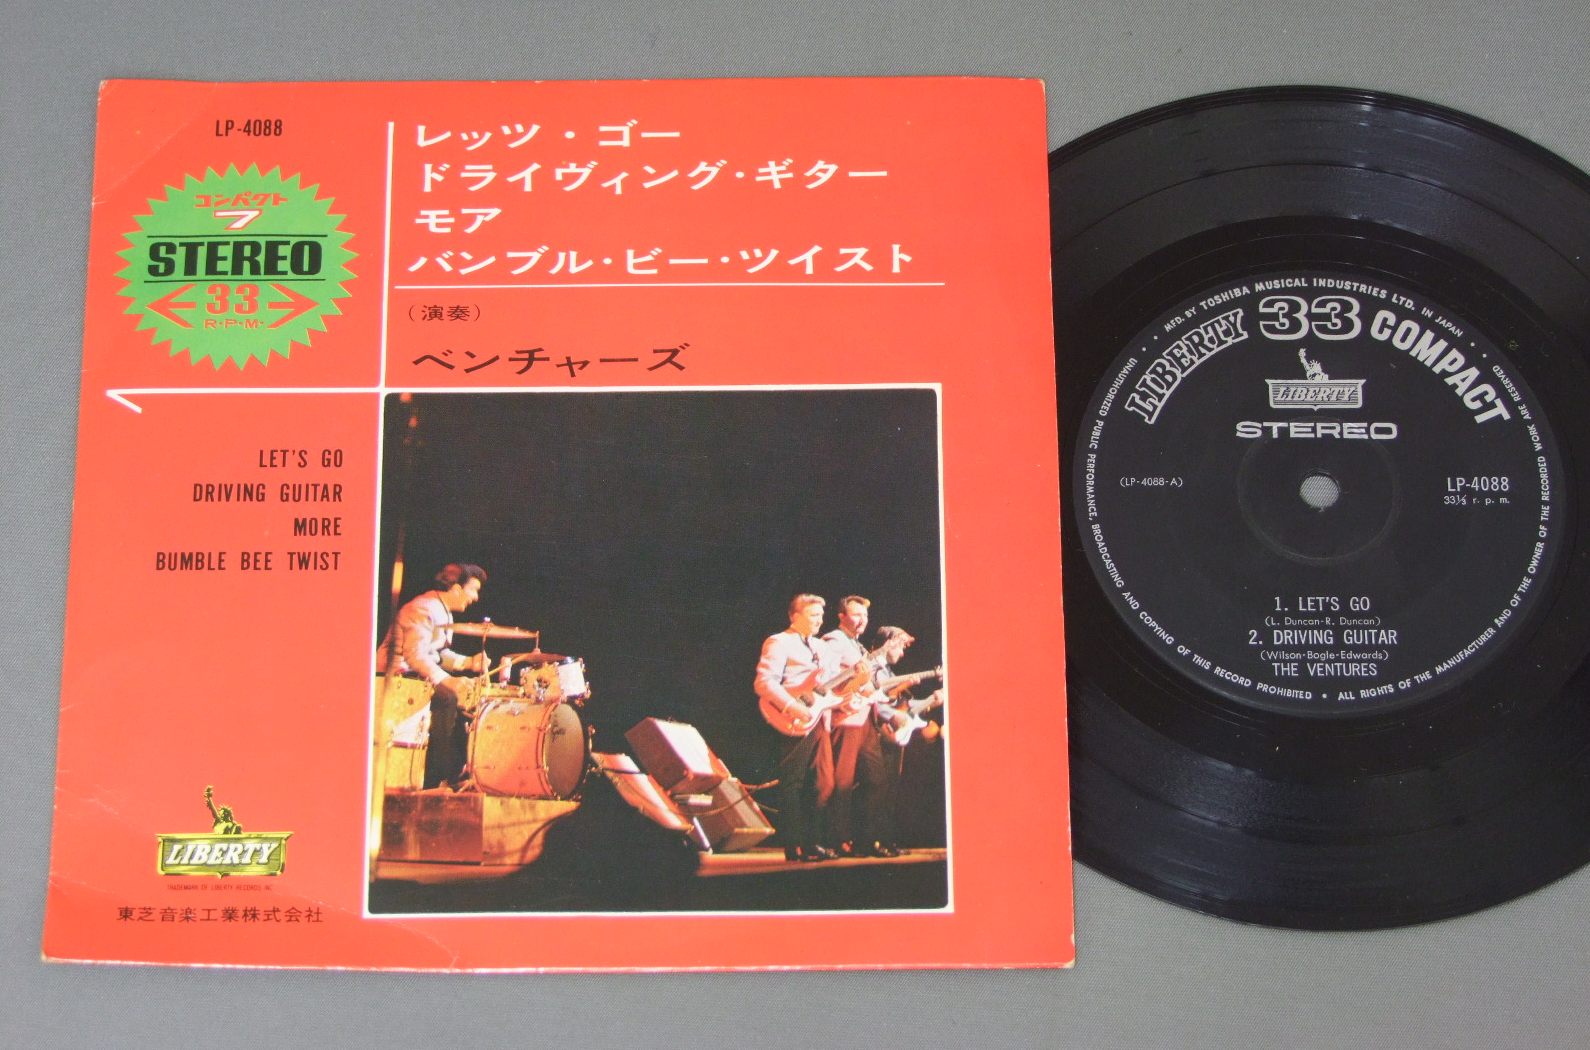 LP-4088
コンパクト
7
STEREO
33
R・P・M・
レッツ・ゴー
ドライヴィング・ギター
モア
バンブル・ビー・ツイスト
（演奏）
ベンチャーズ
LET'S GO
DRIVING GUITAR
MORE
BUMBLE BEE TWIST
LIBERTY
TRADEMARK OF LIBERTY RECORDS INC
東芝音楽工業株式会社
MFD. BY TOSHIBA MUSICAL INDUSTRIES LTD. IN JAPAN
LIBERTY 33 COMPACT
LIBERTY
STEREO
(LP-4088-A)
LP-4088
33⅓ r. p. m.
1. LET'S GO
(L. Duncan-R. Duncan)
2. DRIVING GUITAR
(Wilson-Bogle-Edwards)
THE VENTURES
UNAUTHORIZED PUBLIC PERFORMANCE, BROADCASTING AND COPYING OF THIS RECORD PROHIBITED * ALL RIGHTS OF THE MANUFACTURER AND OF THE OWNER OF THE RECORDED WORK ARE RESERVED